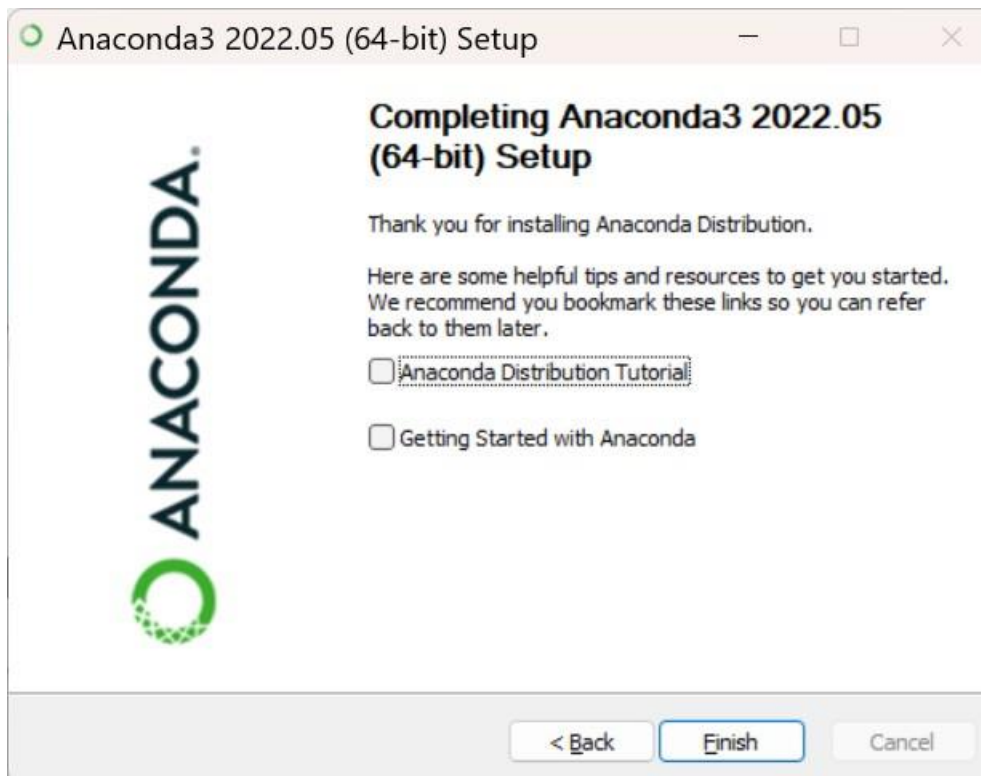 Anaconda3 2022.05 (64-bit) Setup
ANACONDA.
Completing Anaconda3 2022.05
(64-bit) Setup
Thank you for installing Anaconda Distribution.
Here are some helpful tips and resources to get you started.
We recommend you bookmark these links so you can refer
back to them later.
Anaconda Distribution Tutorial
Getting Started with Anaconda
< Back
Finish
Cancel